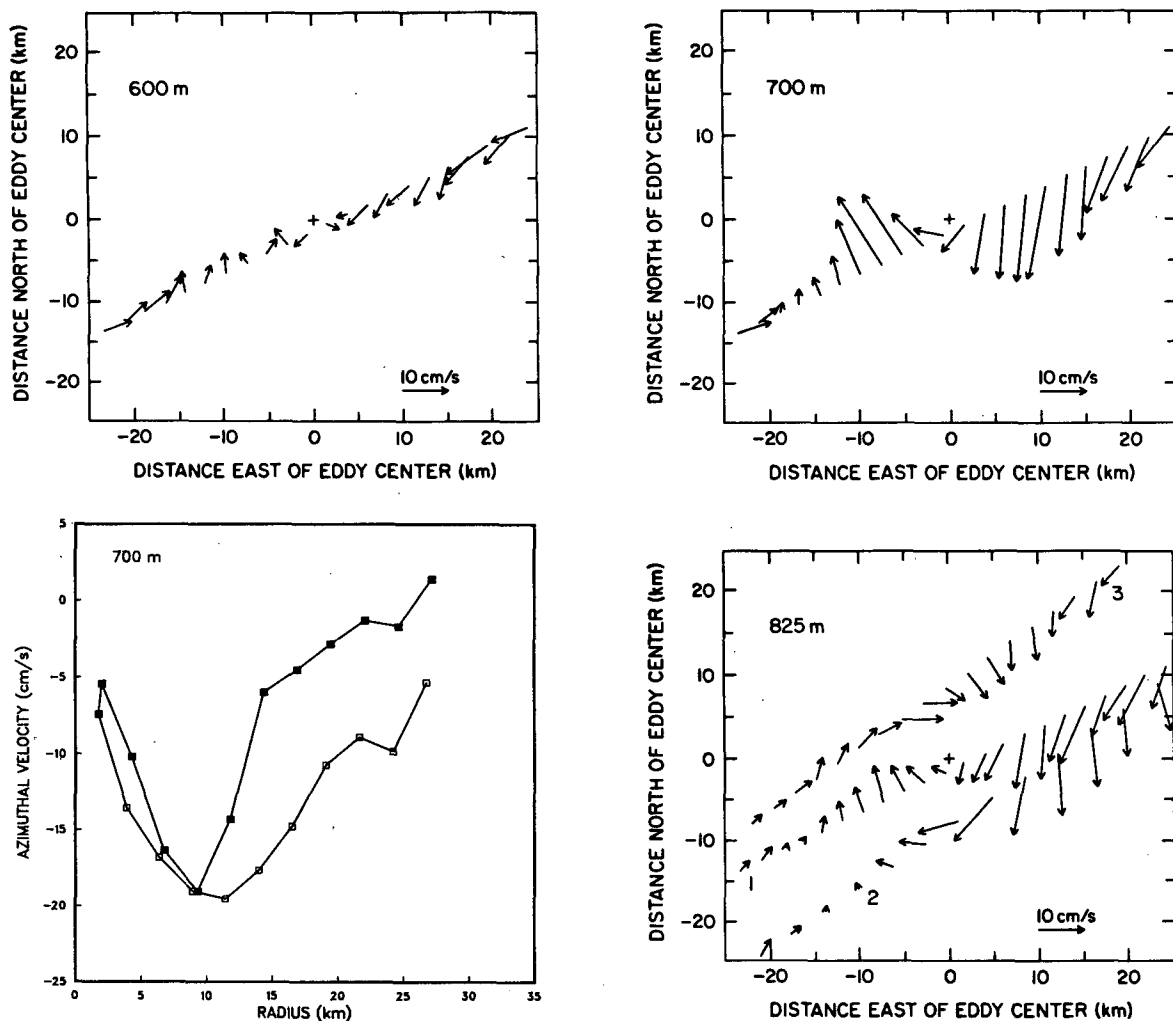 DISTANCE NORTH OF EDDY CENTER (km)
20
10
0
-10
-20
600 m
+
10 cm/s
-20 -10 0 10 20
DISTANCE EAST OF EDDY CENTER (km)
DISTANCE NORTH OF EDDY CENTER (km)
20
10
0
-10
-20
700 m
+
10 cm/s
-20 -10 0 10 20
DISTANCE EAST OF EDDY CENTER (km)
AZIMUTHAL VELOCITY (cm/s)
5
0
-5
-10
-15
-20
-25
700 m
0 5 10 15 20 25 30 35
RADIUS (km)
DISTANCE NORTH OF EDDY CENTER (km)
20
10
0
-10
-20
825 m
3
+
1
2
10 cm/s
-20 -10 0 10 20
DISTANCE EAST OF EDDY CENTER (km)